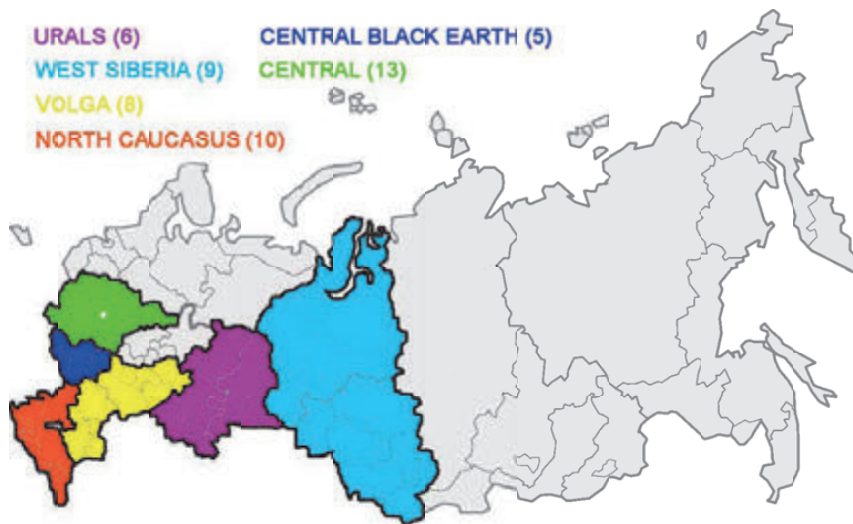 URALS (6)
CENTRAL BLACK EARTH (5)
WEST SIBERIA (9)
CENTRAL (13)
VOLGA (8)
NORTH CAUCASUS (10)